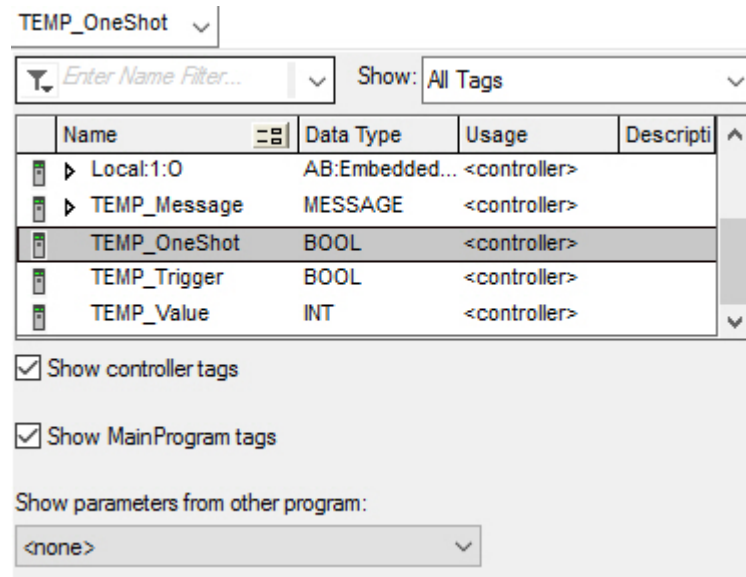 TEMP_OneShot
Enter Name Filter... Show: All Tags
Name Data Type Usage Descripti
Local:1:O AB:Embedded... <controller>
TEMP_Message MESSAGE <controller>
TEMP_OneShot BOOL <controller>
TEMP_Trigger BOOL <controller>
TEMP_Value INT <controller>
Show controller tags
Show MainProgram tags
Show parameters from other program:
<none>